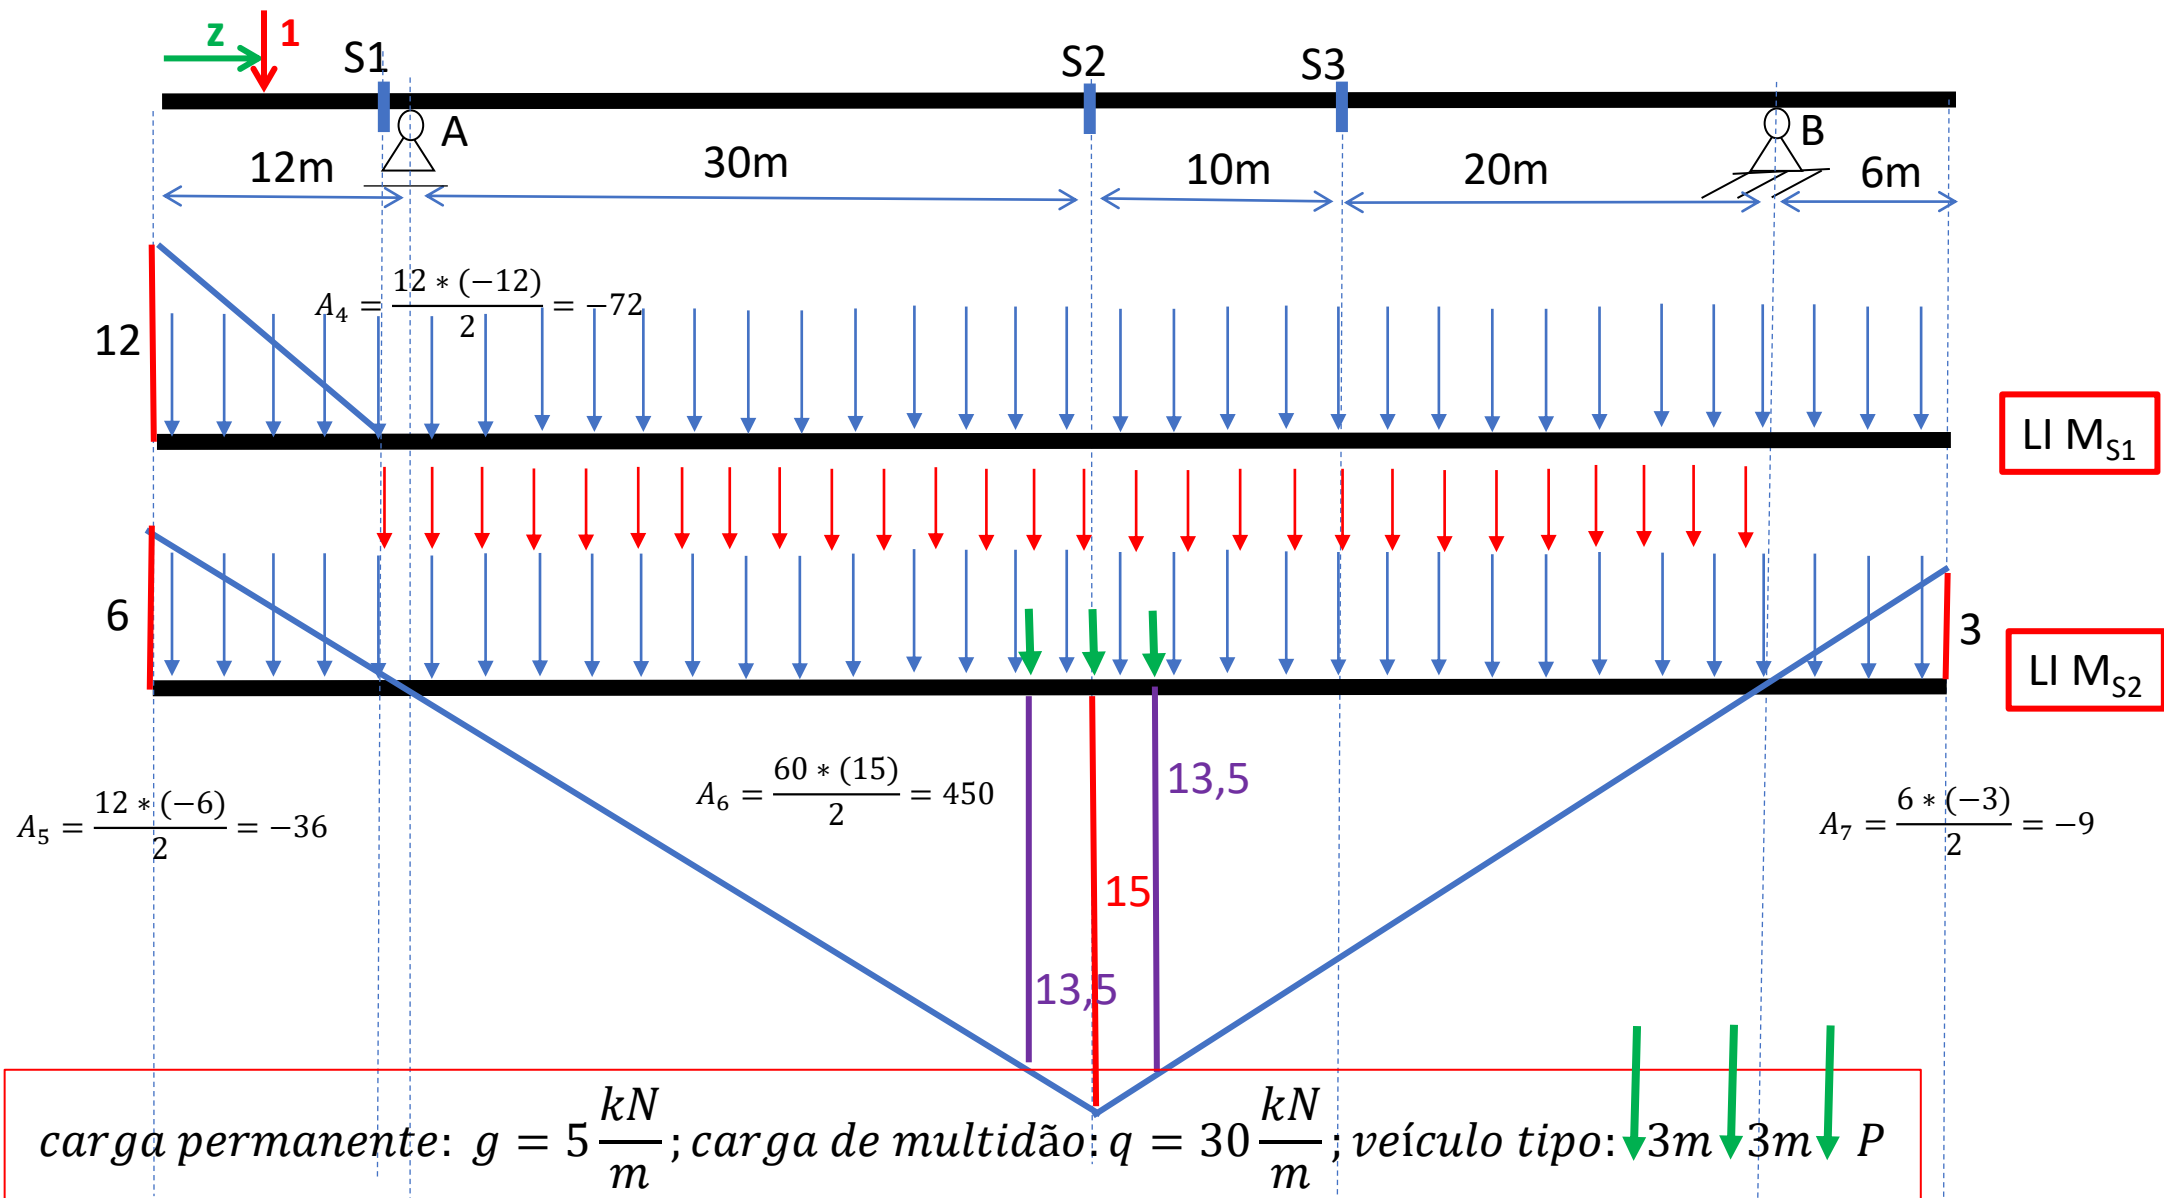 z 1
S1 S2 S3
A B
12m 30m 10m 20m 6m
A₄ = 12 * (−12) / 2 = −72
12
LI M_S1
6
3
LI M_S2
13,5
A₆ = 60 * (15) / 2 = 450
A₅ = 12 * (−6) / 2 = −36
A₇ = 6 * (−3) / 2 = −9
15
13,5
carga permanente: g = 5 kN/m ; carga de multidão: q = 30 kN/m ; veículo tipo: 3m 3m P